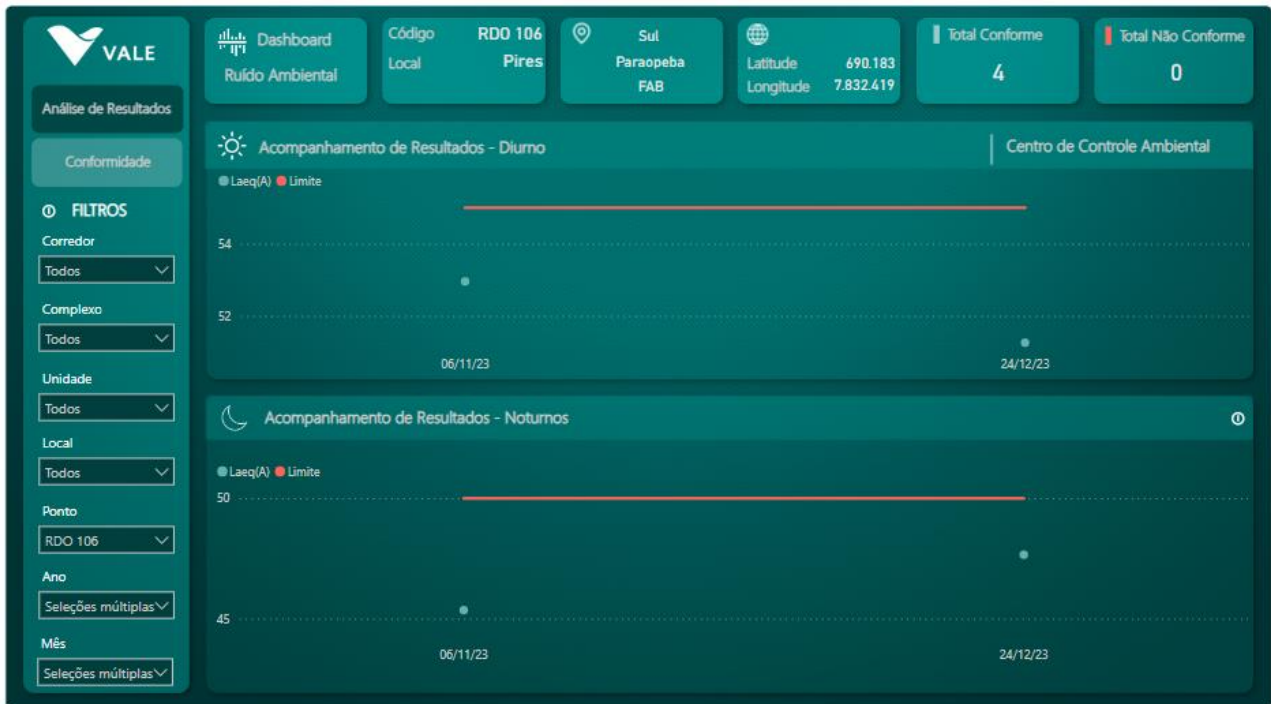 VALE
Análise de Resultados
Conformidade
FILTROS
Corredor
Todos
Complexo
Todos
Unidade
Todos
Local
Todos
Ponto
RDO 106
Ano
Seleções múltiplas
Mês
Seleções múltiplas
Dashboard
Ruído Ambiental
Código RDO 106
Local Pires
Sul
Paraopeba
FAB
Latitude 690.183
Longitude 7.832.419
Total Conforme
4
Total Não Conforme
0
Acompanhamento de Resultados - Diurno
Centro de Controle Ambiental
Laeq(A) Limite
54
52
06/11/23 24/12/23
Acompanhamento de Resultados - Noturnos
Laeq(A) Limite
50
45
06/11/23 24/12/23